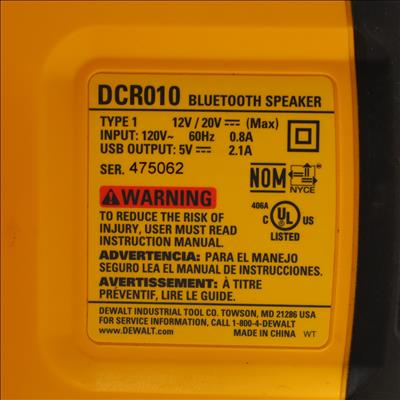 DCR010 BLUETOOTH SPEAKER
TYPE 1 12V / 20V ⎓ (Max)
INPUT: 120V~ 60Hz 0.8A
USB OUTPUT: 5V ⎓ 2.1A
SER. 475062
NOM NYCE
WARNING
406A
C UL US
LISTED
TO REDUCE THE RISK OF
INJURY, USER MUST READ
INSTRUCTION MANUAL.
ADVERTENCIA: PARA EL MANEJO
SEGURO LEA EL MANUAL DE INSTRUCCIONES.
AVERTISSEMENT: À TITRE
PRÉVENTIF, LIRE LE GUIDE.
DEWALT INDUSTRIAL TOOL CO. TOWSON, MD 21286 USA
FOR SERVICE INFORMATION, CALL 1-800-4-DEWALT
www.DEWALT.com MADE IN CHINA WT